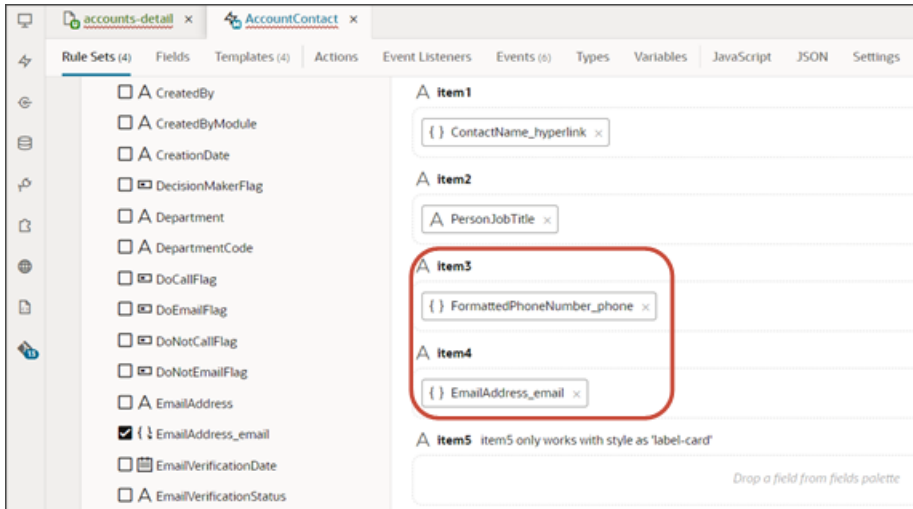 accounts-detail ×
AccountContact ×
Rule Sets (4)
Fields
Templates (4)
Actions
Event Listeners
Events (6)
Types
Variables
JavaScript
JSON
Settings
CreatedBy
CreatedByModule
CreationDate
DecisionMakerFlag
Department
DepartmentCode
DoCallFlag
DoEmailFlag
DoNotCallFlag
DoNotEmailFlag
EmailAddress
EmailAddress_email
EmailVerificationDate
EmailVerificationStatus
item1
{ } ContactName_hyperlink ×
item2
A PersonJobTitle ×
item3
{ } FormattedPhoneNumber_phone ×
item4
{ } EmailAddress_email ×
item5 item5 only works with style as 'label-card'
Drop a field from fields palette
13